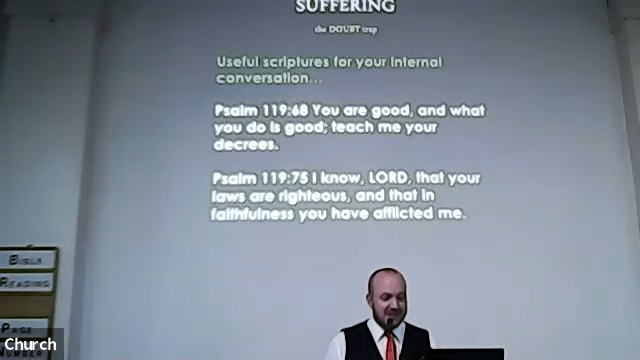 SUFFERING
the DOUBT trap
Useful scriptures for your internal
conversation...
Psalm 119:68 You are good, and what
you do is good; teach me your
decrees.
Psalm 119:75 I know, LORD, that your
laws are righteous, and that in
faithfulness you have afflicted me.
BIBLE
READING
PAGE
NUMBER
Church